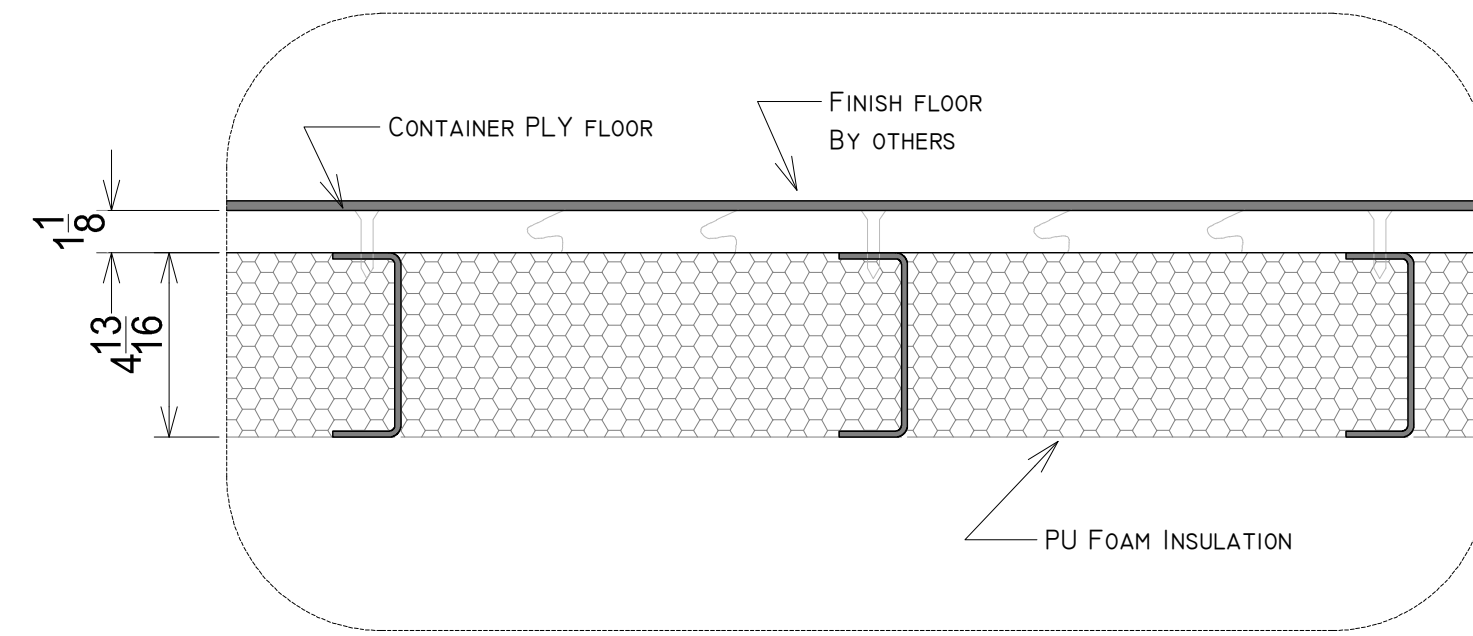 FINISH FLOOR
BY OTHERS
CONTAINER PLY FLOOR
1 1/8
4 13/16
PU FOAM INSULATION